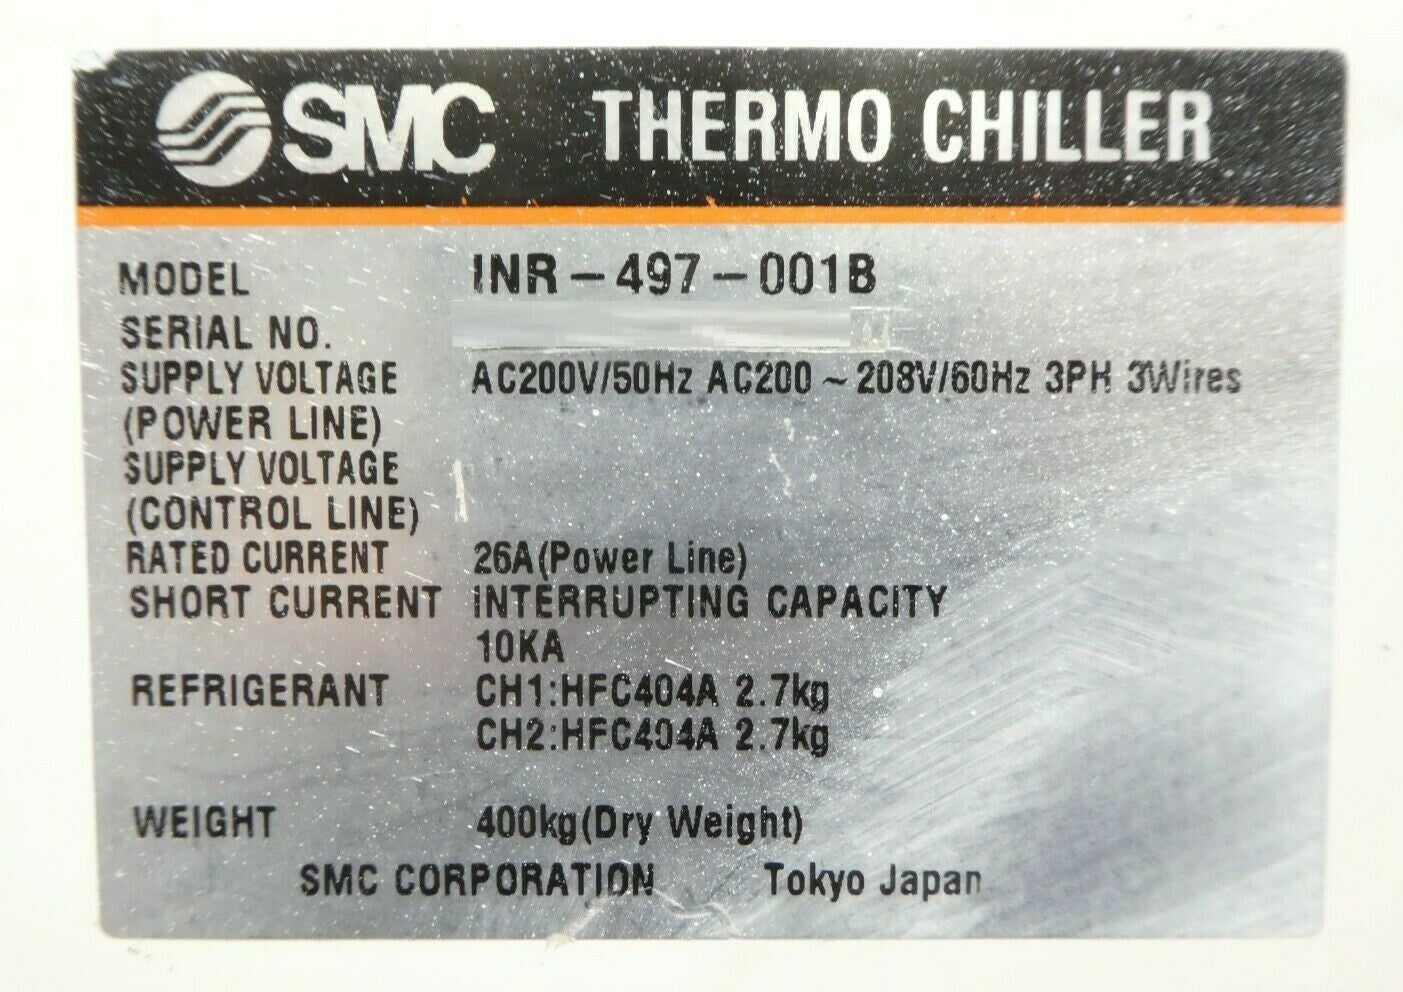 SMC THERMO CHILLER
MODEL INR-497-001B
SERIAL NO.
SUPPLY VOLTAGE AC200V/50Hz AC200~208V/60Hz 3PH 3Wires
(POWER LINE)
SUPPLY VOLTAGE
(CONTROL LINE)
RATED CURRENT 26A(Power Line)
SHORT CURRENT INTERRUPTING CAPACITY
10KA
REFRIGERANT CH1:HFC404A 2.7kg
CH2:HFC404A 2.7kg
WEIGHT 400kg(Dry Weight)
SMC CORPORATION Tokyo Japan